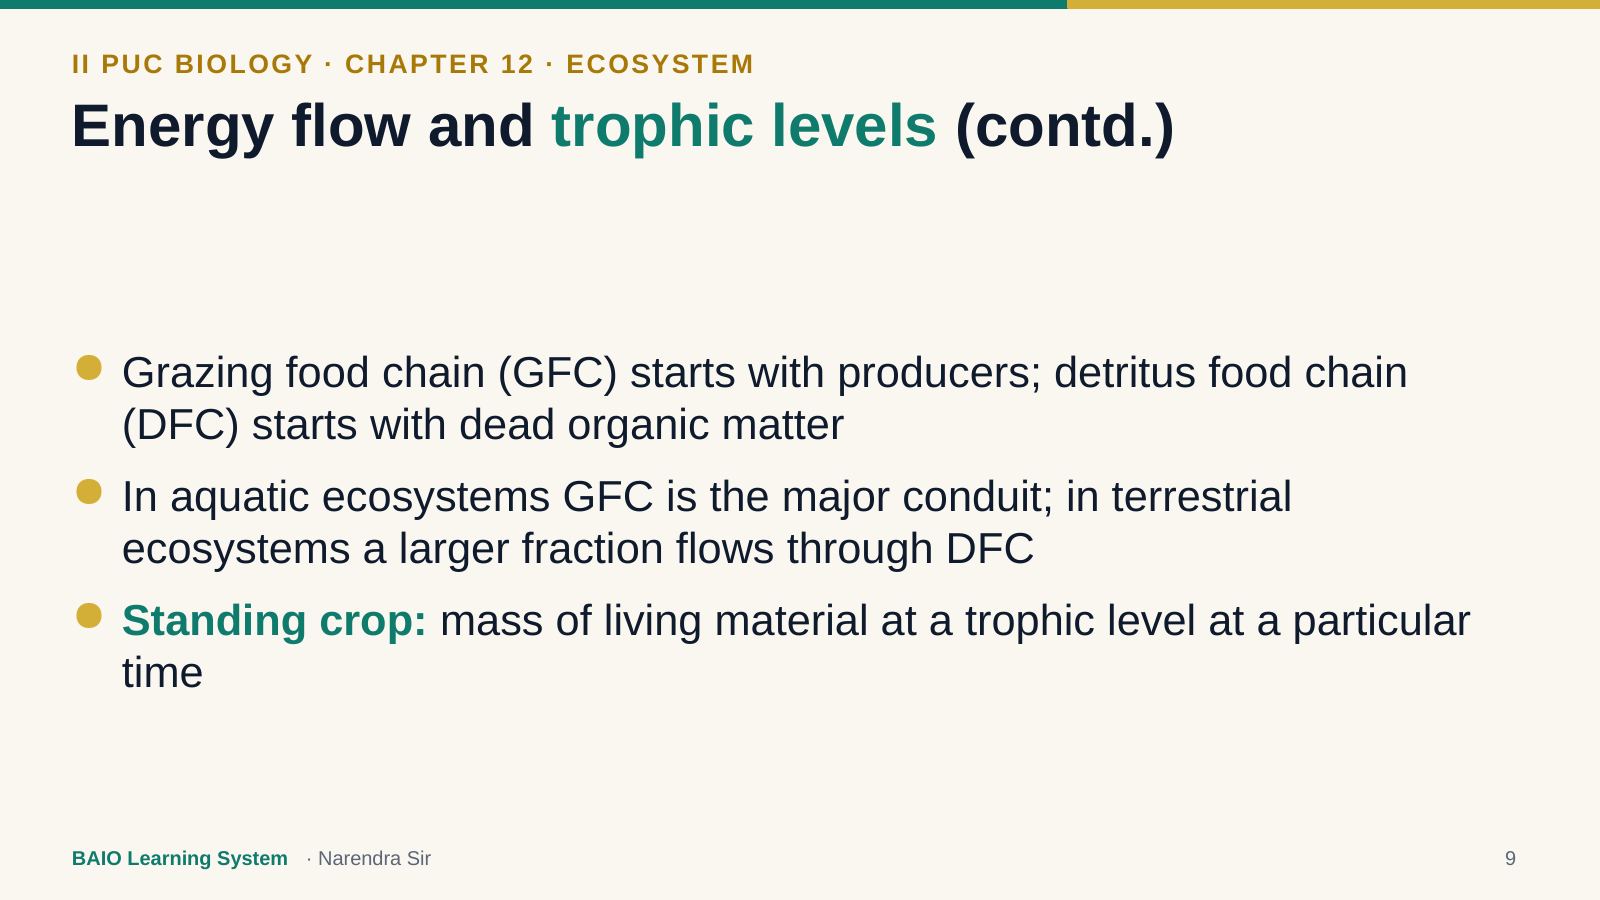 II PUC BIOLOGY · CHAPTER 12 · ECOSYSTEM
Energy flow and trophic levels (contd.)
Grazing food chain (GFC) starts with producers; detritus food chain
(DFC) starts with dead organic matter
In aquatic ecosystems GFC is the major conduit; in terrestrial
ecosystems a larger fraction flows through DFC
Standing crop: mass of living material at a trophic level at a particular
time
BAIO Learning System · Narendra Sir
9